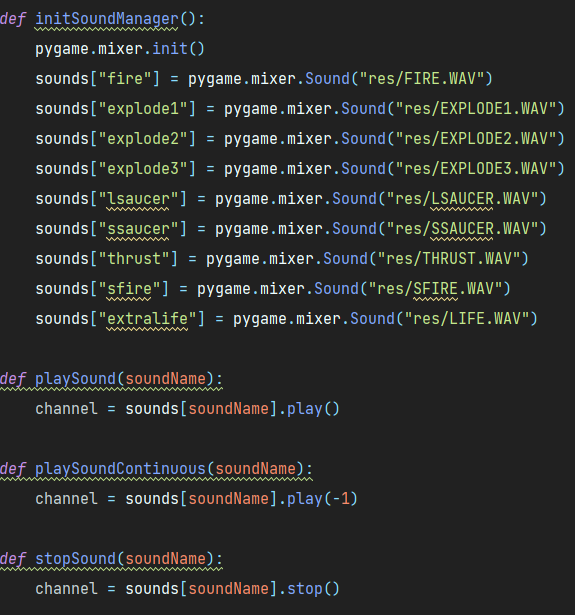 def initSoundManager():
    pygame.mixer.init()
    sounds["fire"] = pygame.mixer.Sound("res/FIRE.WAV")
    sounds["explode1"] = pygame.mixer.Sound("res/EXPLODE1.WAV")
    sounds["explode2"] = pygame.mixer.Sound("res/EXPLODE2.WAV")
    sounds["explode3"] = pygame.mixer.Sound("res/EXPLODE3.WAV")
    sounds["lsaucer"] = pygame.mixer.Sound("res/LSAUCER.WAV")
    sounds["ssaucer"] = pygame.mixer.Sound("res/SSAUCER.WAV")
    sounds["thrust"] = pygame.mixer.Sound("res/THRUST.WAV")
    sounds["sfire"] = pygame.mixer.Sound("res/SFIRE.WAV")
    sounds["extralife"] = pygame.mixer.Sound("res/LIFE.WAV")
def playSound(soundName):
    channel = sounds[soundName].play()
def playSoundContinuous(soundName):
    channel = sounds[soundName].play(-1)
def stopSound(soundName):
    channel = sounds[soundName].stop()